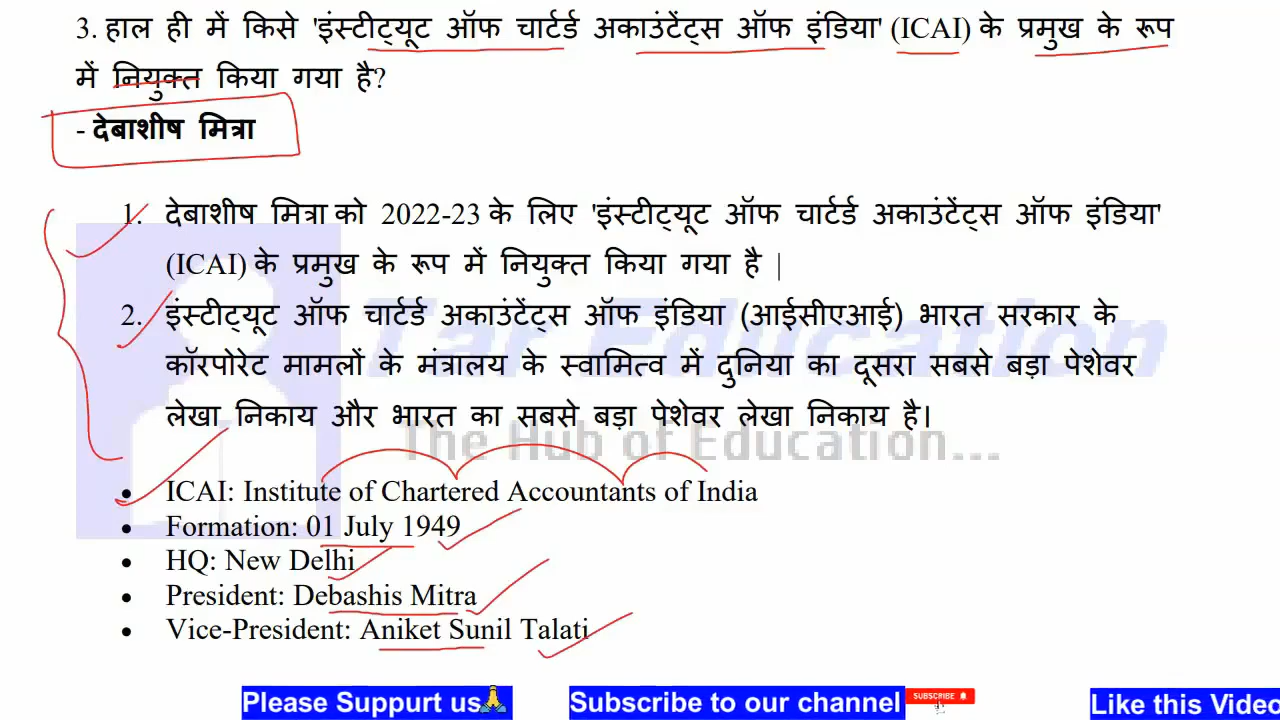 3. हाल ही में किसे 'इंस्टीट्यूट ऑफ चार्टर्ड अकाउंटेंट्स ऑफ इंडिया' (ICAI) के प्रमुख के रूप
में नियुक्त किया गया है?
- देबाशीष मित्रा
1. देबाशीष मित्रा को 2022-23 के लिए 'इंस्टीट्यूट ऑफ चार्टर्ड अकाउंटेंट्स ऑफ इंडिया'
(ICAI) के प्रमुख के रूप में नियुक्त किया गया है |
2. इंस्टीट्यूट ऑफ चार्टर्ड अकाउंटेंट्स ऑफ इंडिया (आईसीएआई) भारत सरकार के
कॉरपोरेट मामलों के मंत्रालय के स्वामित्व में दुनिया का दूसरा सबसे बड़ा पेशेवर
लेखा निकाय और भारत का सबसे बड़ा पेशेवर लेखा निकाय है।
Tar Education
The Hub of Education...
• ICAI: Institute of Chartered Accountants of India
• Formation: 01 July 1949
• HQ: New Delhi
• President: Debashis Mitra
• Vice-President: Aniket Sunil Talati
Please Suppurt us🙏 Subscribe to our channel SUBSCRIBE Like this Video